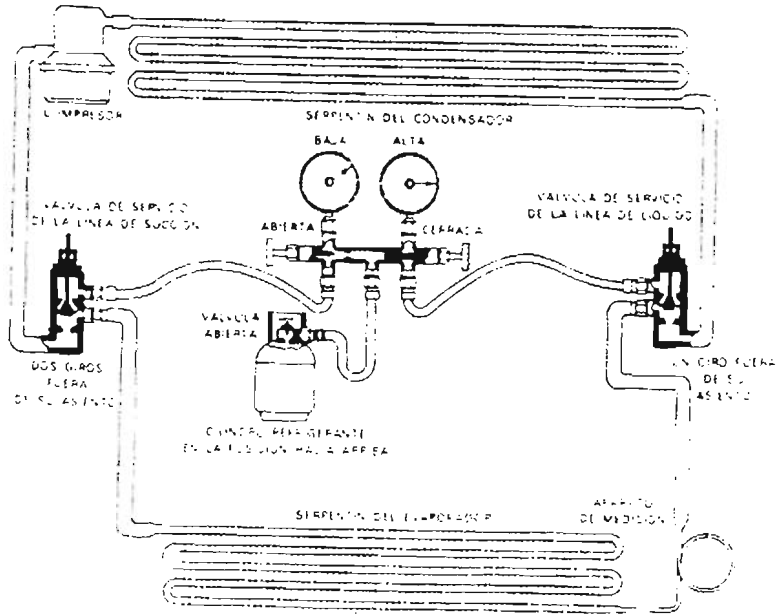 SERPENTIN DEL CONDENSADOR
BAJA
ALTA
VALVULA DE SERVICIO
DE LA LINEA DE SUCCION
ABIERTA
CERRADA
VALVULA DE SERVICIO
DE LA LINEA DE LIQUIDO
VALVULA
ABIERTA
DOS GIROS
FUERA
DE SU ASIENTO
UN GIRO FUERA
DE SU
ASIENTO
CILINDRO REFRIGERANTE
EN LA POSICION HACIA ARRIBA
SERPENTIN DEL EVAPORADOR
APARATO
DE MEDICION